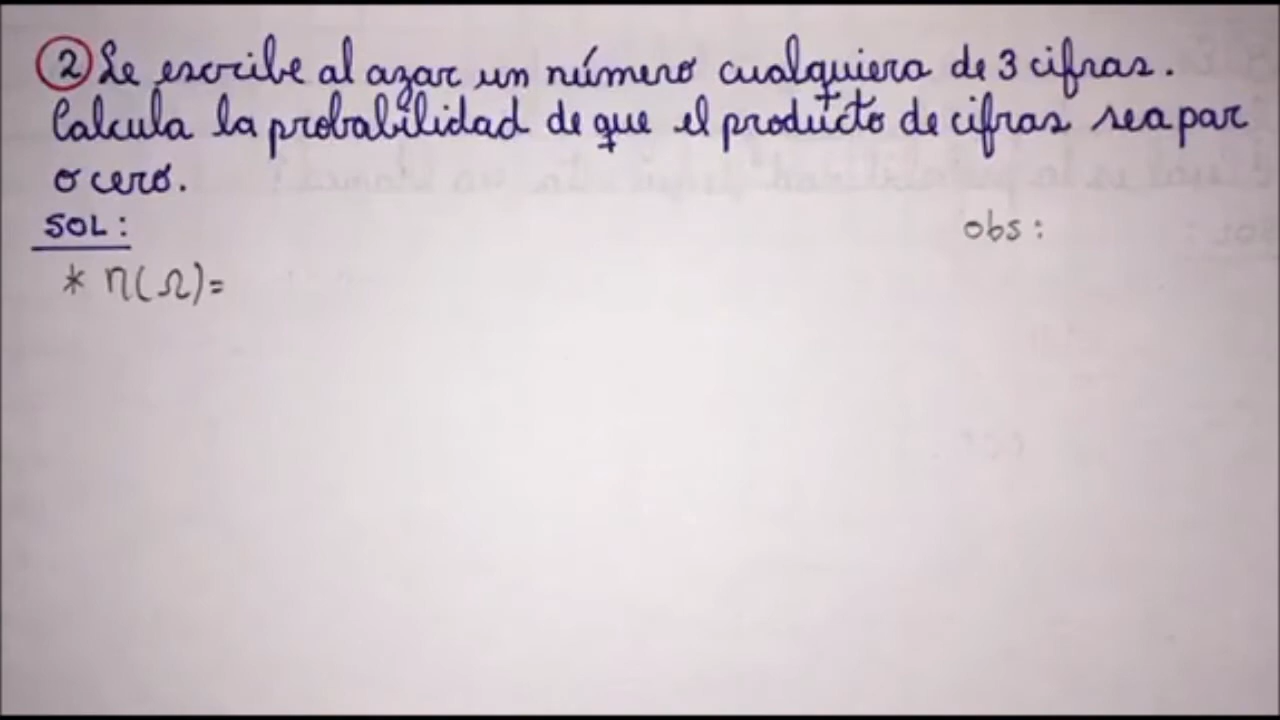 ② Se escribe al azar un número cualquiera de 3 cifras.
Calcula la probabilidad de que el producto de cifras sea par
o cero.
SOL:
obs:
* n(Ω)=